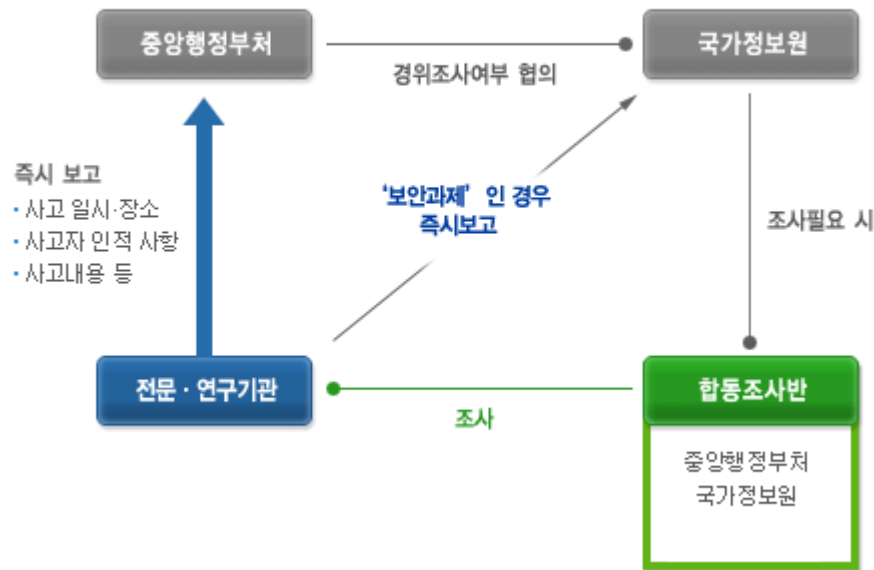 중앙행정부처
국가정보원
경위조사여부 협의
즉시 보고
· 사고 일시·장소
· 사고자 인적 사항
· 사고내용 등
‘보안과제’인 경우
즉시보고
조사필요 시
전문·연구기관
합동조사반
조사
중앙행정부처
국가정보원